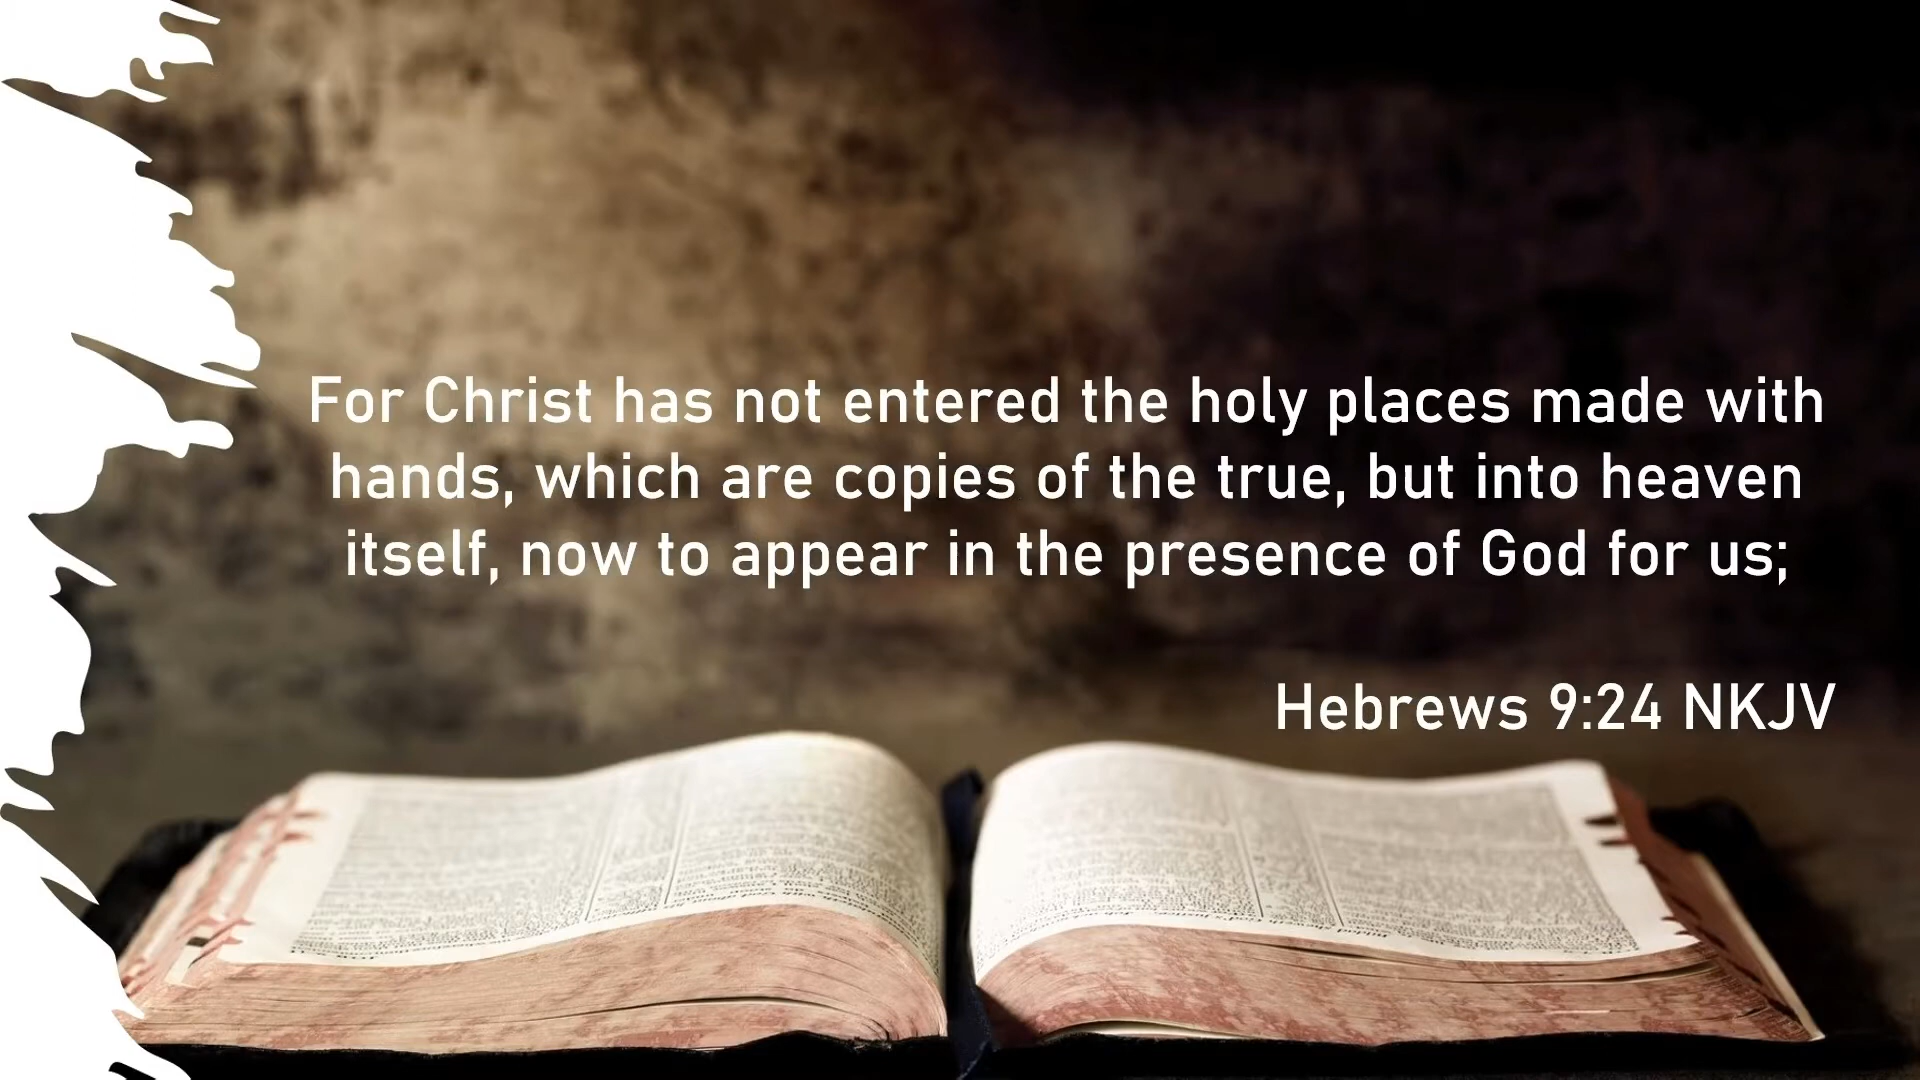 For Christ has not entered the holy places made with
hands, which are copies of the true, but into heaven
itself, now to appear in the presence of God for us;
Hebrews 9:24 NKJV